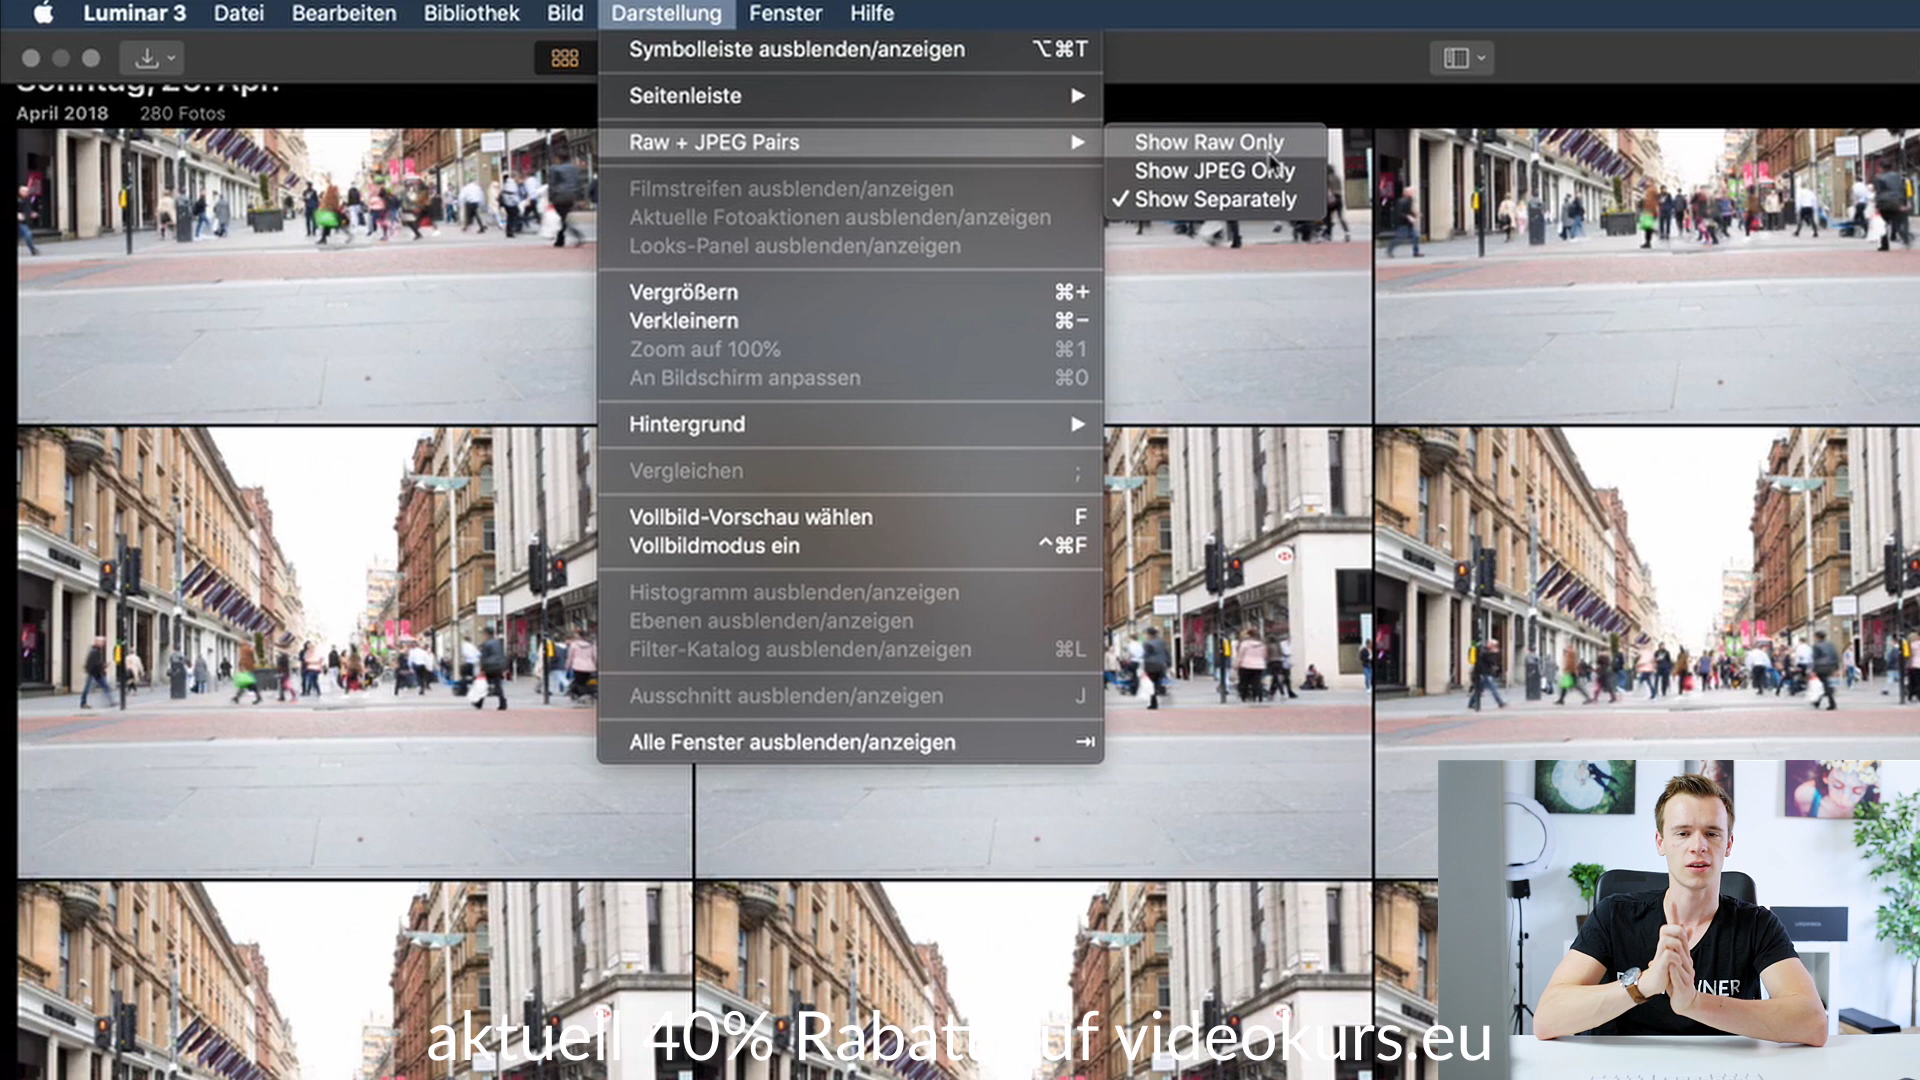 Luminar 3 Datei Bearbeiten Bibliothek Bild Darstellung Fenster Hilfe
Symbolleiste ausblenden/anzeigen ⌥⌘T
Seitenleiste ▶
April 2018 280 Fotos
Raw + JPEG Pairs ▶
Show Raw Only
Show JPEG Only
✓ Show Separately
Filmstreifen ausblenden/anzeigen
Aktuelle Fotoaktionen ausblenden/anzeigen
Looks-Panel ausblenden/anzeigen
Vergrößern ⌘+
Verkleinern ⌘−
Zoom auf 100% ⌘1
An Bildschirm anpassen ⌘0
Hintergrund ▶
Vergleichen ;
Vollbild-Vorschau wählen F
Vollbildmodus ein ^⌘F
Histogramm ausblenden/anzeigen
Ebenen ausblenden/anzeigen
Filter-Katalog ausblenden/anzeigen ⌘L
Ausschnitt ausblenden/anzeigen J
Alle Fenster ausblenden/anzeigen ⇥
aktuell 40% Rabatt auf videokurs.eu